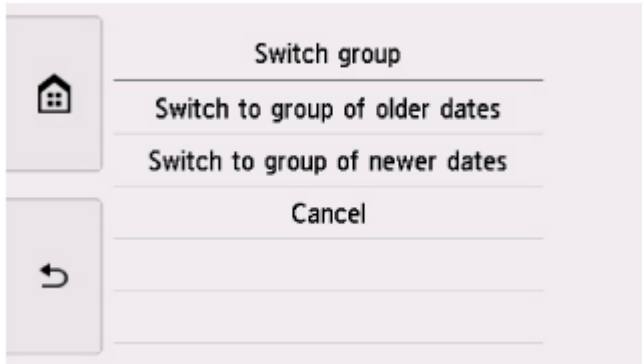 Switch group
Switch to group of older dates
Switch to group of newer dates
Cancel